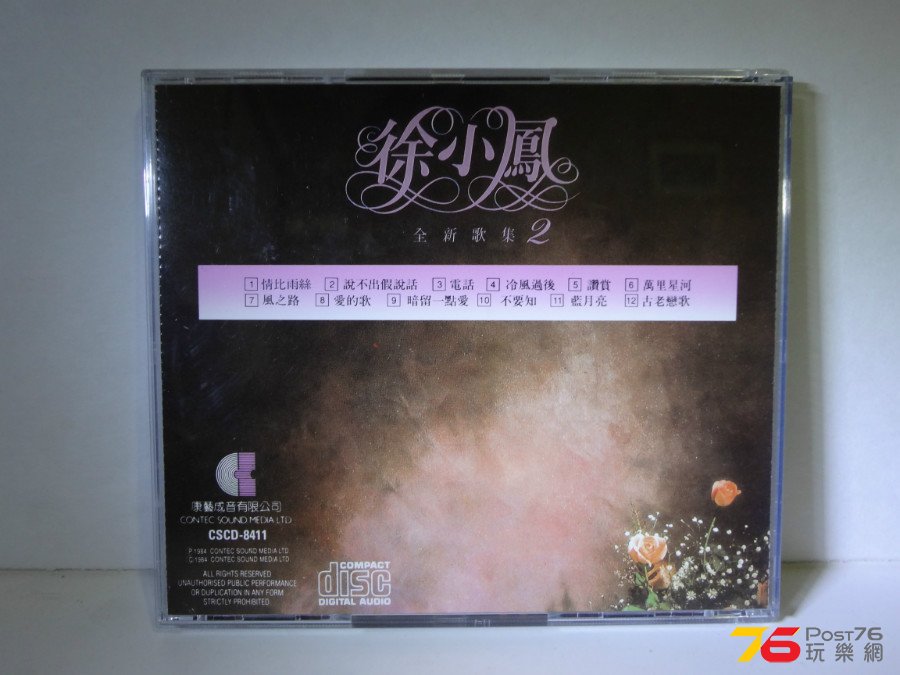 徐小鳳
全新歌集2
1 情比雨絲 2 說不出假說話 3 電話 4 冷風過後 5 讚賞 6 萬里星河
7 風之路 8 愛的歌 9 暗留一點愛 10 不要知 11 藍月亮 12 古老戀歌
康藝成音有限公司
CONTEC SOUND MEDIA LTD
CSCD-8411
P 1984 CONTEC SOUND MEDIA LTD
C 1984 CONTEC SOUND MEDIA LTD
ALL RIGHTS RESERVED
UNAUTHORISED PUBLIC PERFORMANCE
OR DUPLICATION IN ANY FORM
STRICTLY PROHIBITED
COMPACT
disc
DIGITAL AUDIO
76 Post76
玩樂網